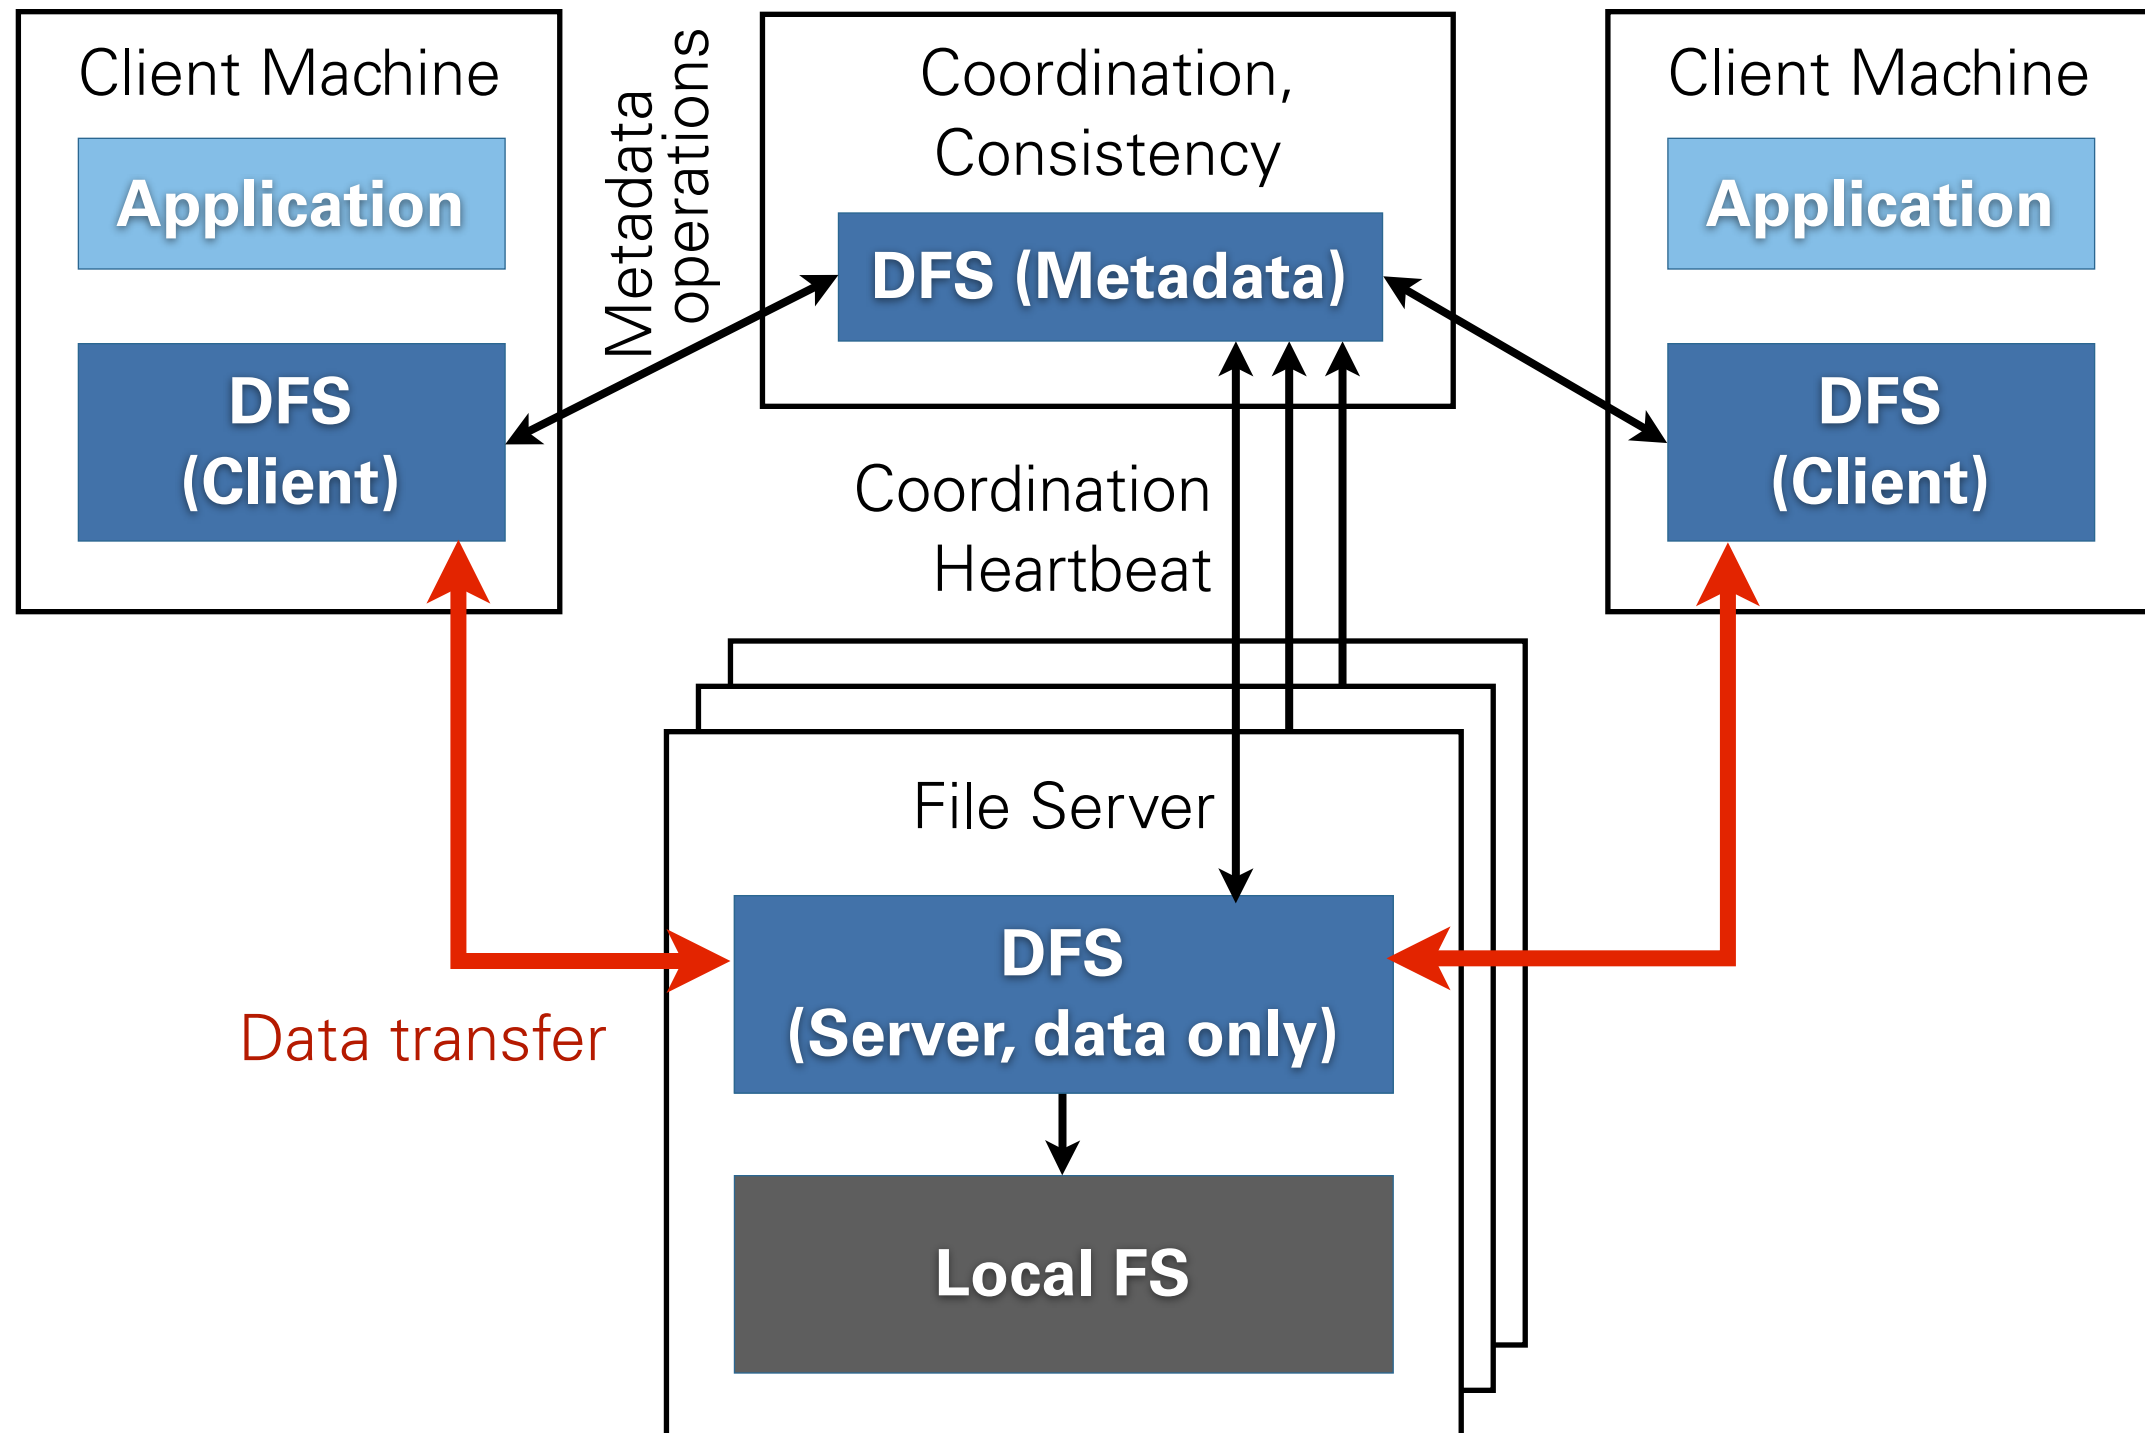 Client Machine
Application
DFS
(Client)
Metadata
operations
Coordination,
Consistency
DFS (Metadata)
Client Machine
Application
DFS
(Client)
Coordination
Heartbeat
File Server
DFS
(Server, data only)
Local FS
Data transfer